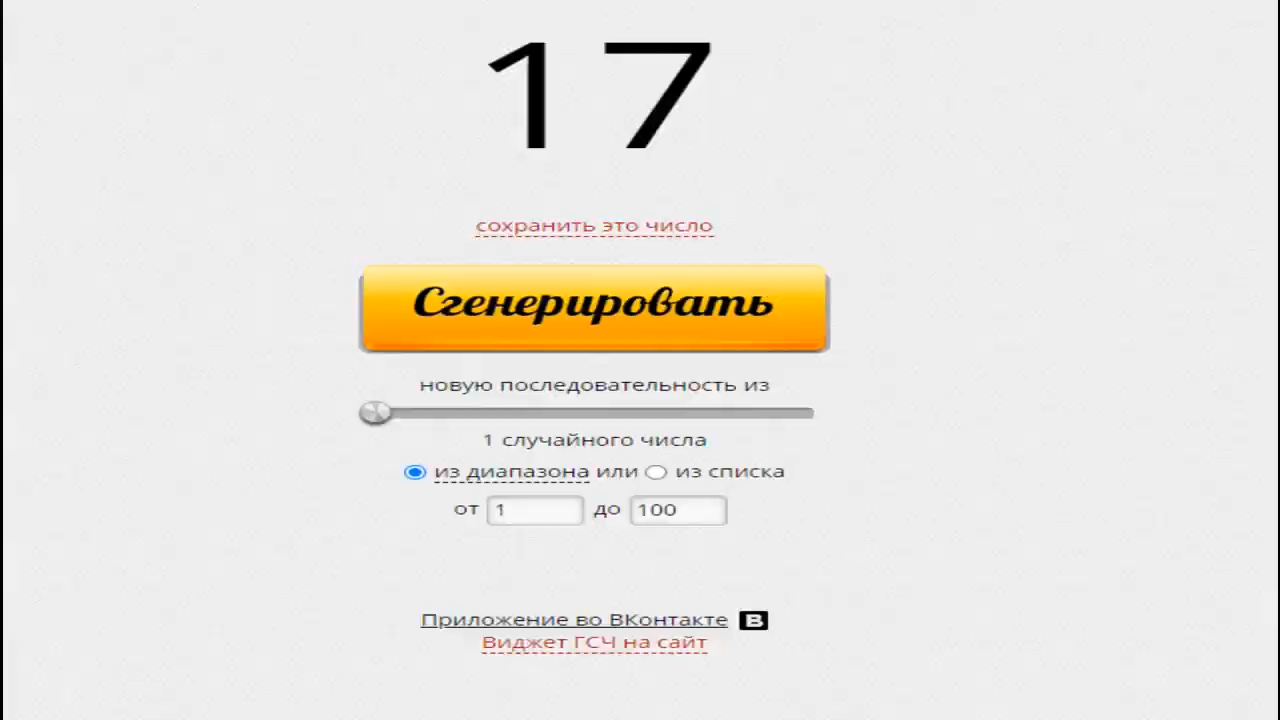 17
сохранить это число
Сгенерировать
новую последовательность из
1 случайного числа
из диапазона или из списка
от 1 до 100
Приложение во ВКонтакте В
Виджет ГСЧ на сайт